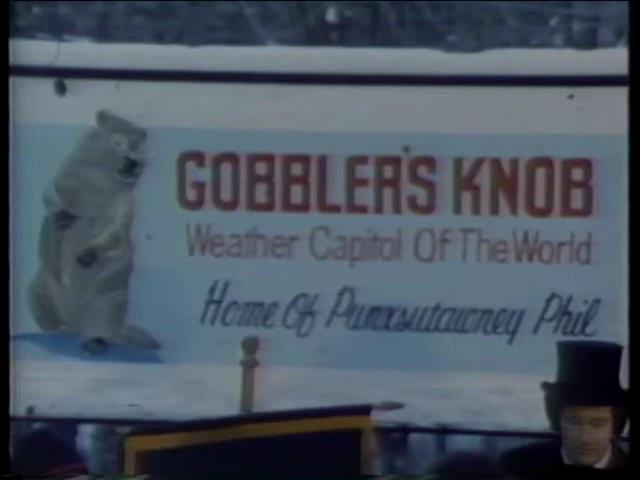 GOBBLER'S KNOB
Weather Capitol Of The World
Home Of Punxsutawney Phil